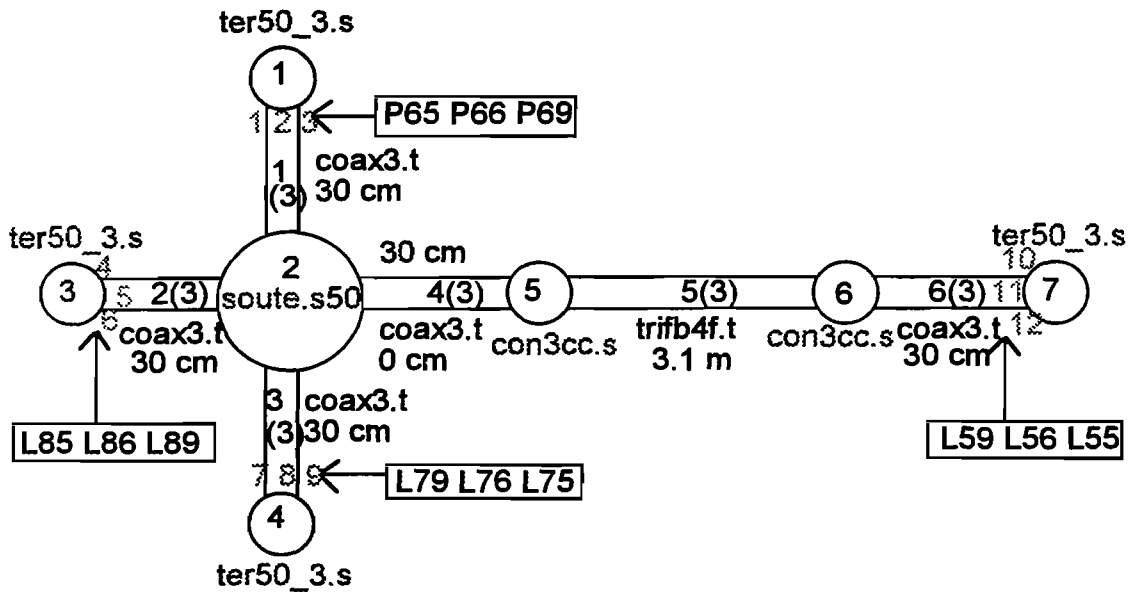 ter50_3.s
1
1 2 3
P65 P66 P69
1
(3)
coax3.t
30 cm
ter50_3.s
3
4
5
6
2(3)
coax3.t
30 cm
L85 L86 L89
2
soute.s50
30 cm
4(3)
coax3.t
0 cm
5
con3cc.s
5(3)
trifb4f.t
3.1 m
6
con3cc.s
6(3)
coax3.t
30 cm
ter50_3.s
10
11
12
7
L59 L56 L55
3
(3)
coax3.t
30 cm
7 8 9
L79 L76 L75
4
ter50_3.s